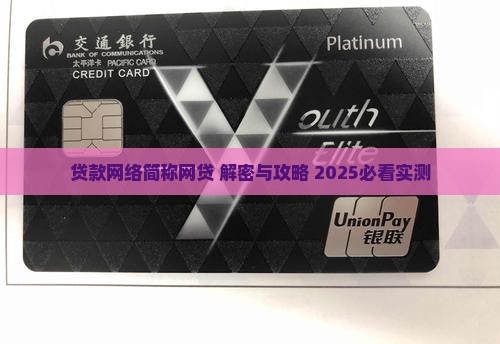 交通銀行
Platinum
BANK OF COMMUNICATIONS
太平洋卡 PACIFIC CARD
CREDIT CARD
Youth
Elite
贷款网络简称网贷 解密与攻略 2025必看实测
UnionPay
银联